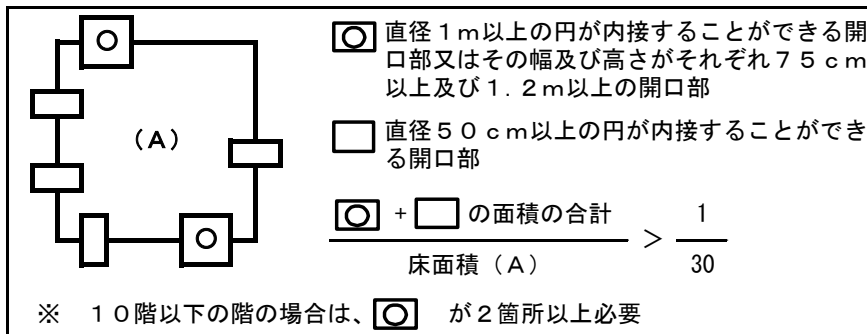 直径１ｍ以上の円が内接することができる開
口部又はその幅及び高さがそれぞれ７５ｃｍ
以上及び１．２ｍ以上の開口部
（Ａ）
直径５０ｃｍ以上の円が内接することができ
る開口部
＋ の面積の合計
床面積（Ａ）
＞
1
30
※　１０階以下の階の場合は、　が２箇所以上必要